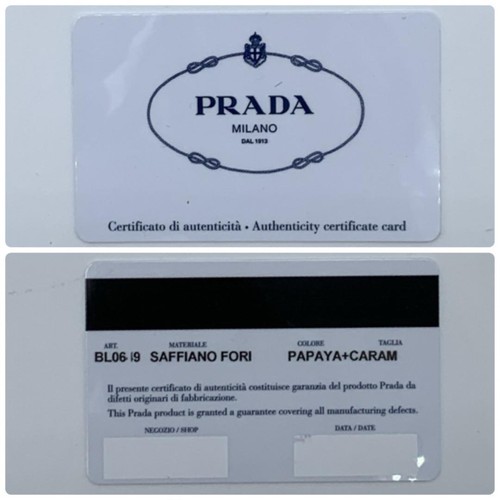 PRADA
MILANO
DAL 1913
Certificato di autenticità • Authenticity certificate card
ART. MATERIALE COLORE TAGLIA
SAFFIANO FORI PAPAYA+CARAM
Il presente certificato di autenticità costituisce garanzia del prodotto Prada da
difetti originari di fabbricazione.
This Prada product is granted a guarantee covering all manufacturing defects.
NEGOZIO / SHOP DATA / DATE